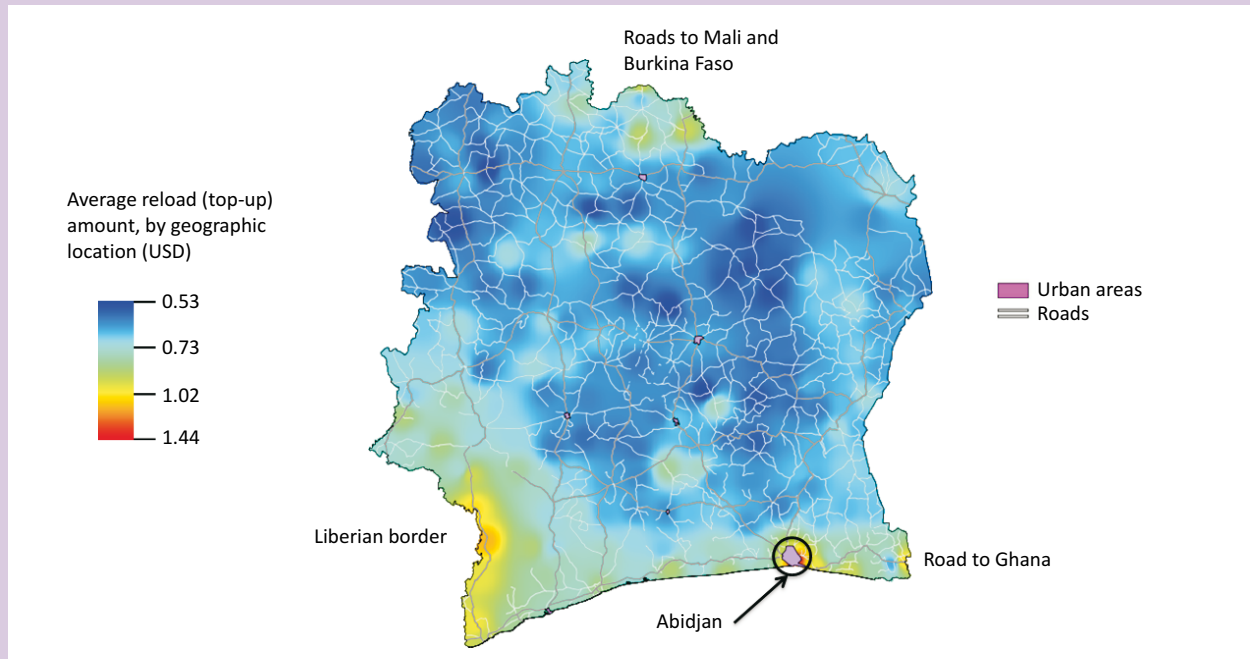 Roads to Mali and
Burkina Faso
Average reload (top-up)
amount, by geographic
location (USD)
0.53
0.73
1.02
1.44
Urban areas
Roads
Liberian border
Road to Ghana
Abidjan